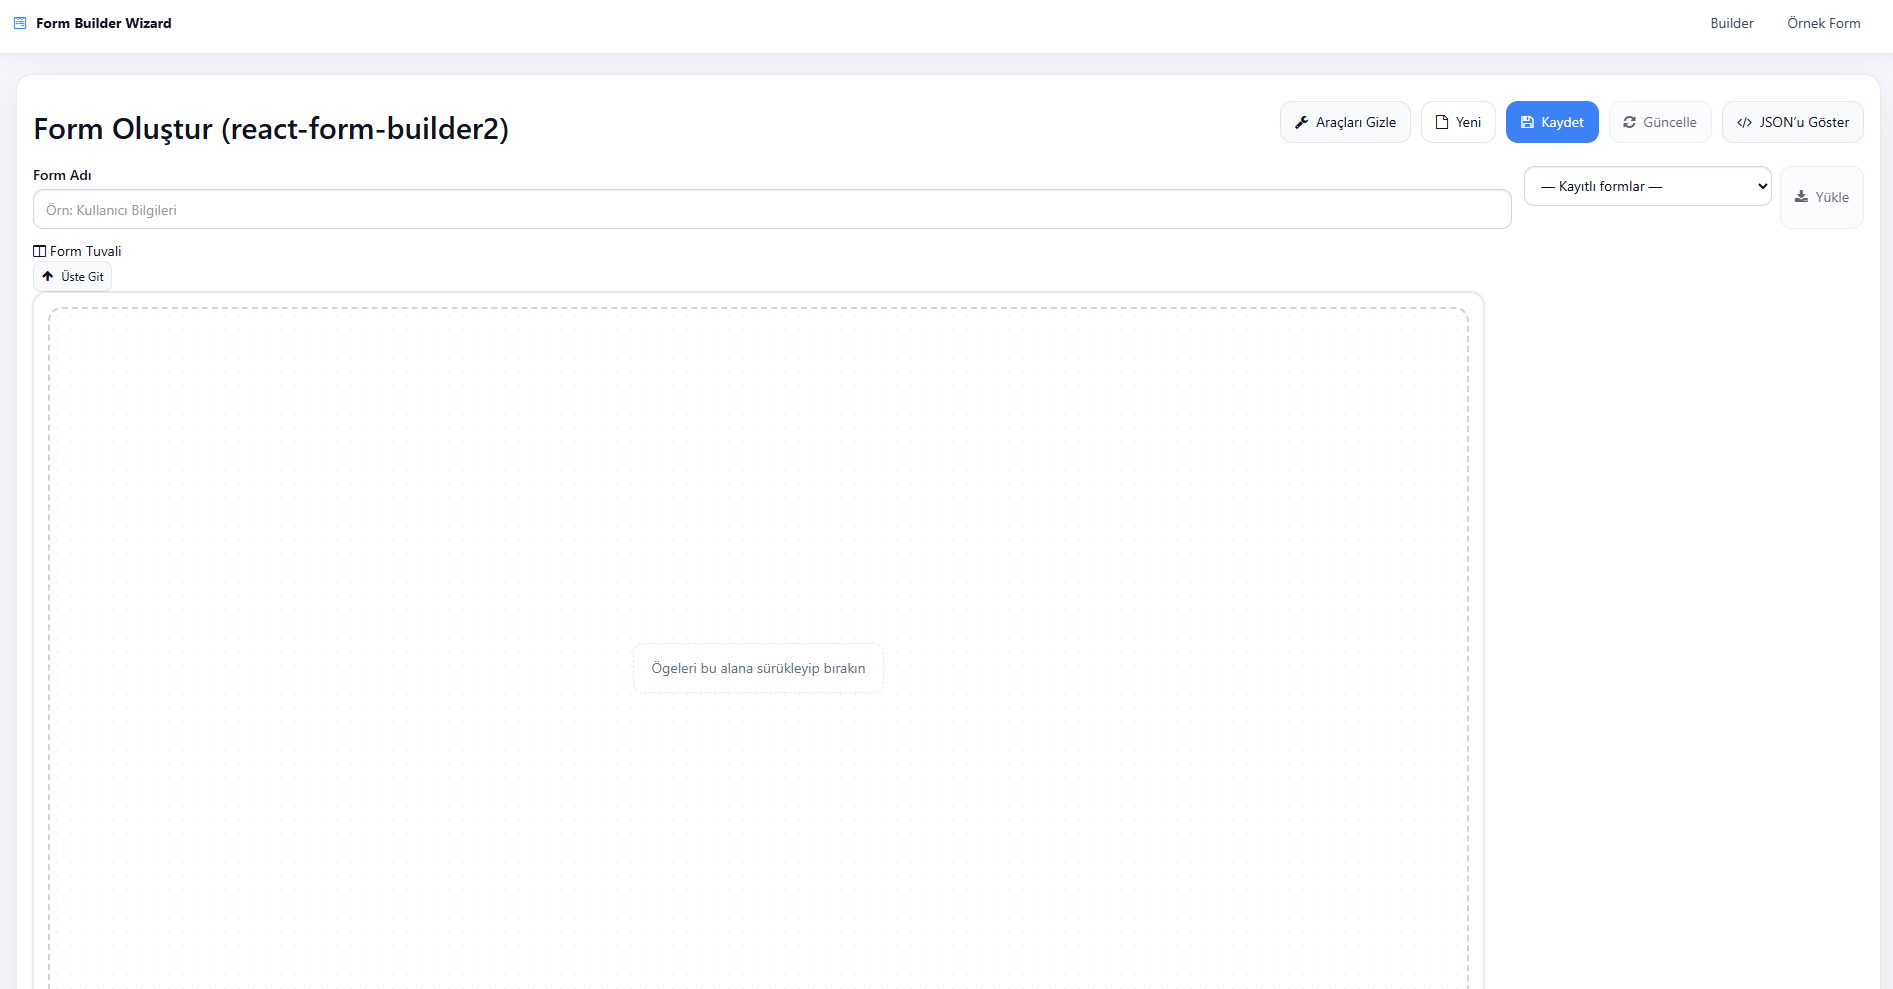 Form Builder Wizard
Builder
Örnek Form
Form Oluştur (react-form-builder2)
Araçları Gizle
Yeni
Kaydet
Güncelle
JSON'u Göster
Form Adı
Örn: Kullanıcı Bilgileri
— Kayıtlı formlar —
Yükle
Form Tuvali
Üste Git
Ögeleri bu alana sürükleyip bırakın